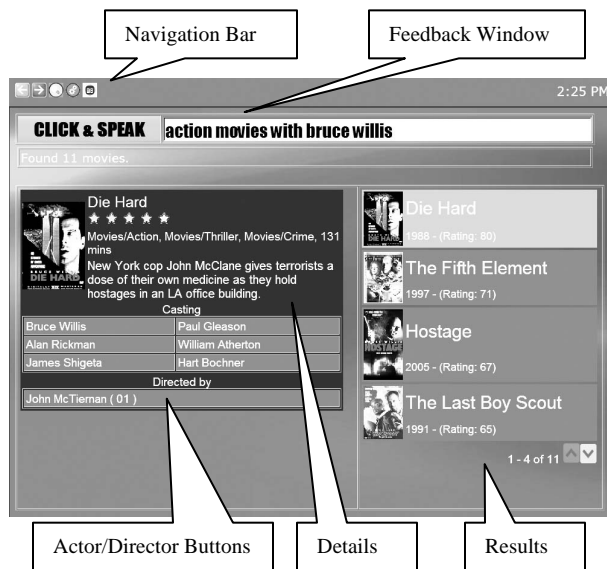 Navigation Bar
Feedback Window
2:25 PM
CLICK & SPEAK
action movies with bruce willis
Found 11 movies.
Die Hard
Movies/Action, Movies/Thriller, Movies/Crime, 131
mins
New York cop John McClane gives terrorists a
dose of their own medicine as they hold
hostages in an LA office building.
Casting
Bruce Willis
Paul Gleason
Alan Rickman
William Atherton
James Shigeta
Hart Bochner
Directed by
John McTiernan ( 01 )
DIE HARD
Die Hard
1988 - (Rating: 80)
The Fifth Element
1997 - (Rating: 71)
HOSTAGE
Hostage
2005 - (Rating: 67)
The Last Boy Scout
1991 - (Rating: 65)
1 - 4 of 11
Actor/Director Buttons
Details
Results